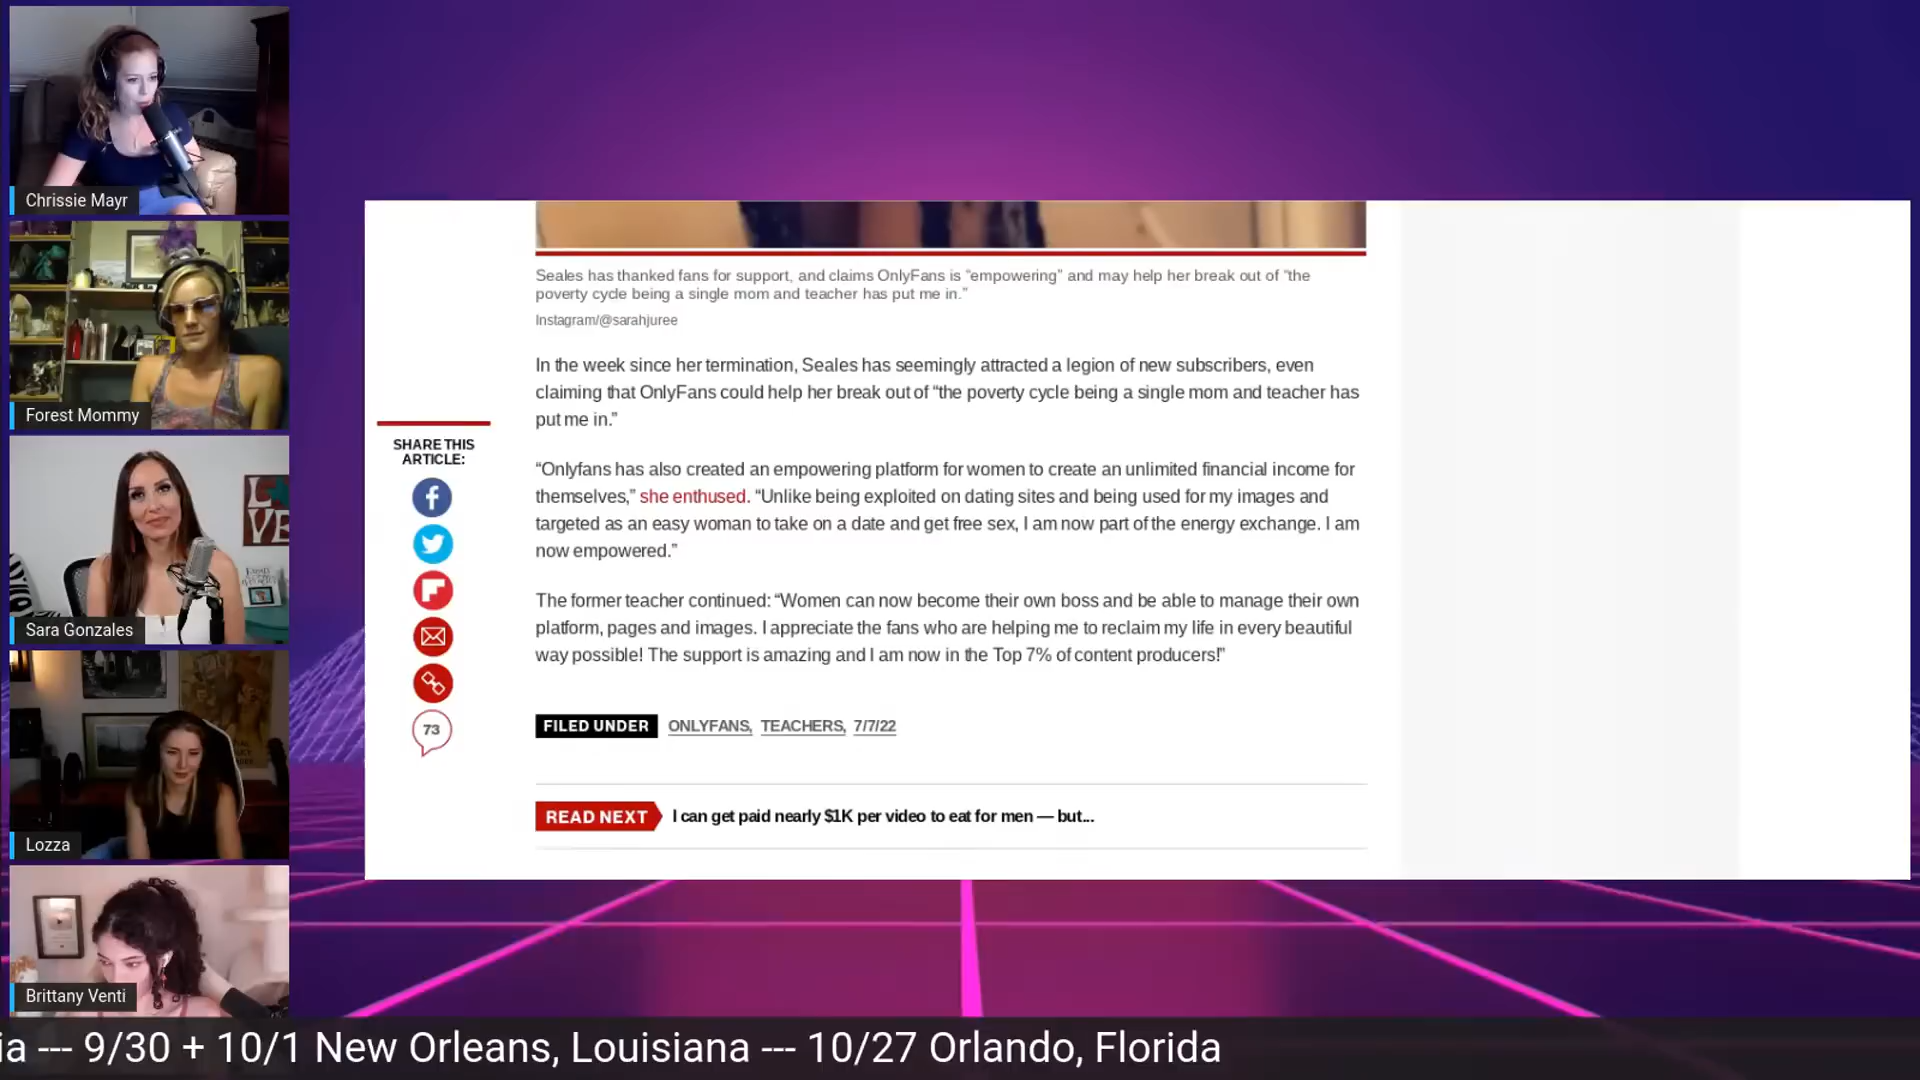 Chrissie Mayr
Forest Mommy
Sara Gonzales
Lozza
Brittany Venti
Seales has thanked fans for support, and claims OnlyFans is “empowering” and may help her break out of “the
poverty cycle being a single mom and teacher has put me in.”
Instagram/@sarahjuree
In the week since her termination, Seales has seemingly attracted a legion of new subscribers, even
claiming that OnlyFans could help her break out of “the poverty cycle being a single mom and teacher has
put me in.”
SHARE THIS
ARTICLE:
73
“Onlyfans has also created an empowering platform for women to create an unlimited financial income for
themselves,” she enthused. “Unlike being exploited on dating sites and being used for my images and
targeted as an easy woman to take on a date and get free sex, I am now part of the energy exchange. I am
now empowered.”
The former teacher continued: “Women can now become their own boss and be able to manage their own
platform, pages and images. I appreciate the fans who are helping me to reclaim my life in every beautiful
way possible! The support is amazing and I am now in the Top 7% of content producers!”
FILED UNDER ONLYFANS, TEACHERS, 7/7/22
READ NEXT I can get paid nearly $1K per video to eat for men — but...
ia --- 9/30 + 10/1 New Orleans, Louisiana --- 10/27 Orlando, Florida